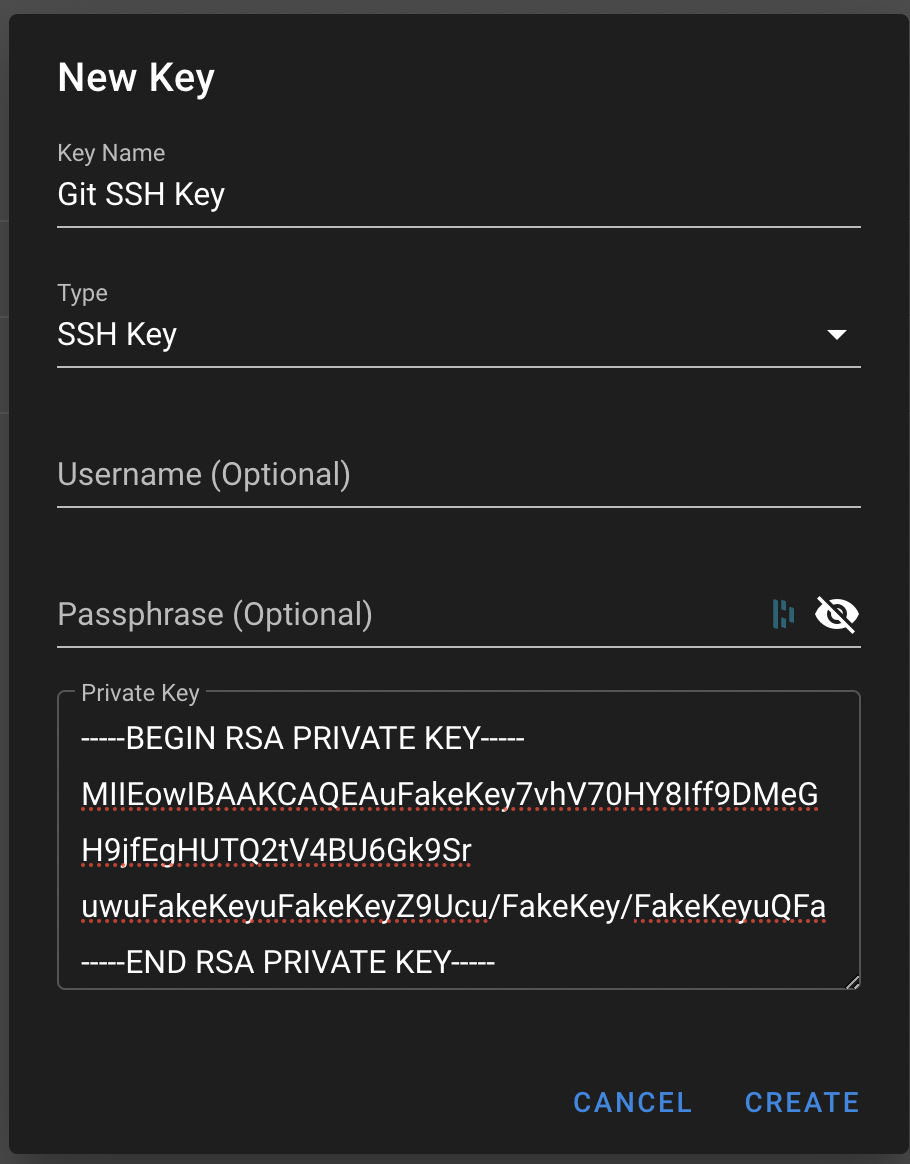 New Key
Key Name
Git SSH Key
Type
SSH Key
Username (Optional)
Passphrase (Optional)
Private Key
-----BEGIN RSA PRIVATE KEY-----
MIIEowIBAAKCAQEAuFakeKey7vhV70HY8Iff9DMeG
H9jfEgHUTQ2tV4BU6Gk9Sr
uwuFakeKeyuFakeKeyZ9Ucu/FakeKey/FakeKeyuQFa
-----END RSA PRIVATE KEY-----
CANCEL CREATE